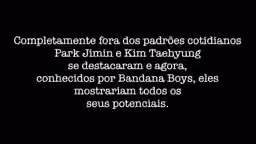 Completamente fora dos padrões cotidianos
Park Jimin e Kim Taehyung
se destacaram e agora,
conhecidos por Bandana Boys, eles
mostrariam todos os
seus potenciais.